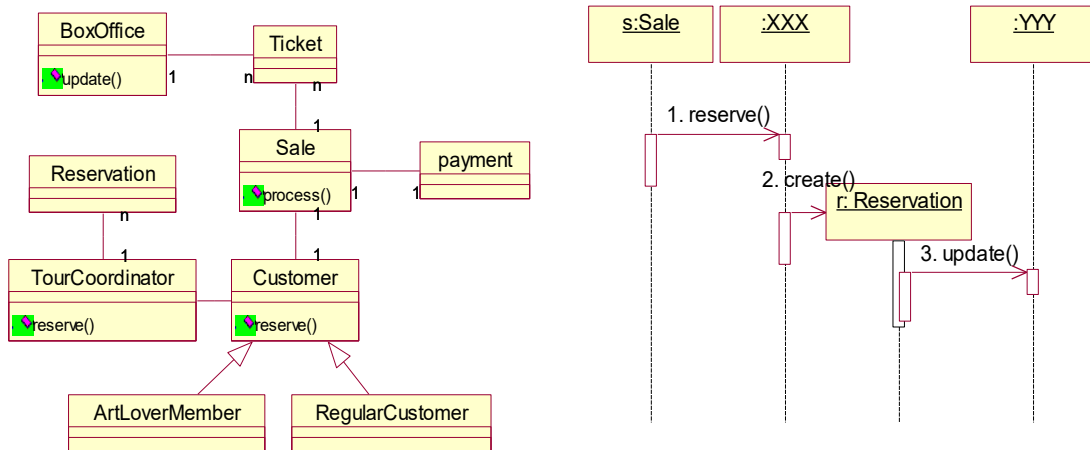 BoxOffice
update()
1
n
Ticket
n
1
Sale
process()
1
1
payment
1
1
Reservation
n
1
TourCoordinator
reserve()
Customer
reserve()
ArtLoverMember
RegularCustomer
s:Sale
:XXX
:YYY
1. reserve()
2. create()
r: Reservation
3. update()